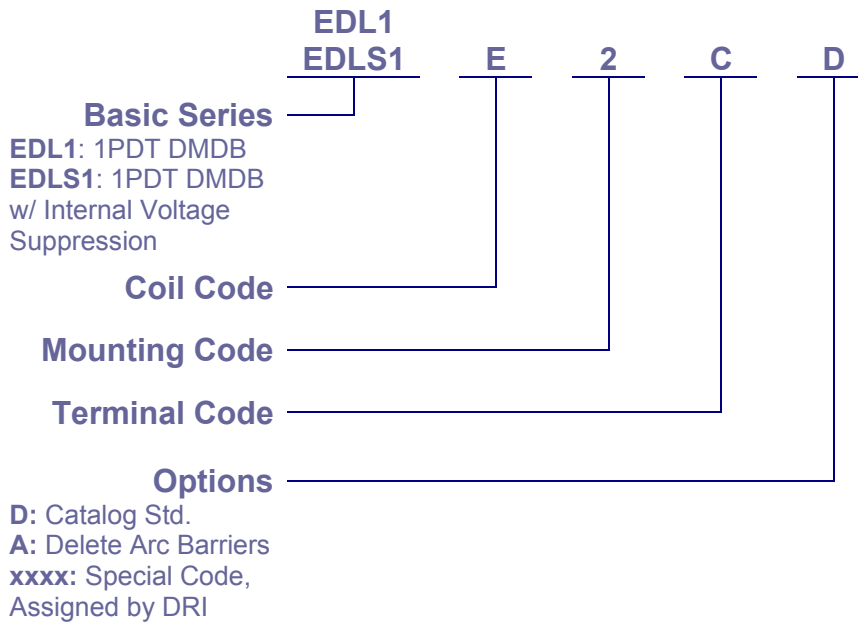 EDL1
EDLS1 E 2 C D
Basic Series
EDL1: 1PDT DMDB
EDLS1: 1PDT DMDB
w/ Internal Voltage
Suppression
Coil Code
Mounting Code
Terminal Code
Options
D: Catalog Std.
A: Delete Arc Barriers
xxxx: Special Code,
Assigned by DRI